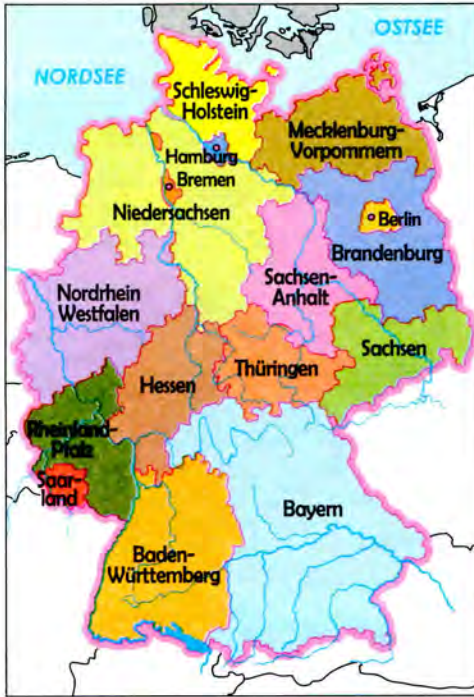 OSTSEE
NORDSEE
Schleswig-
Holstein
Mecklenburg-
Vorpommern
Hamburg
Bremen
Niedersachsen
Berlin
Brandenburg
Sachsen-
Anhalt
Nordrhein
Westfalen
Sachsen
Thüringen
Hessen
Rheinland-
Pfalz
Saar-
land
Bayern
Baden-
Württemberg